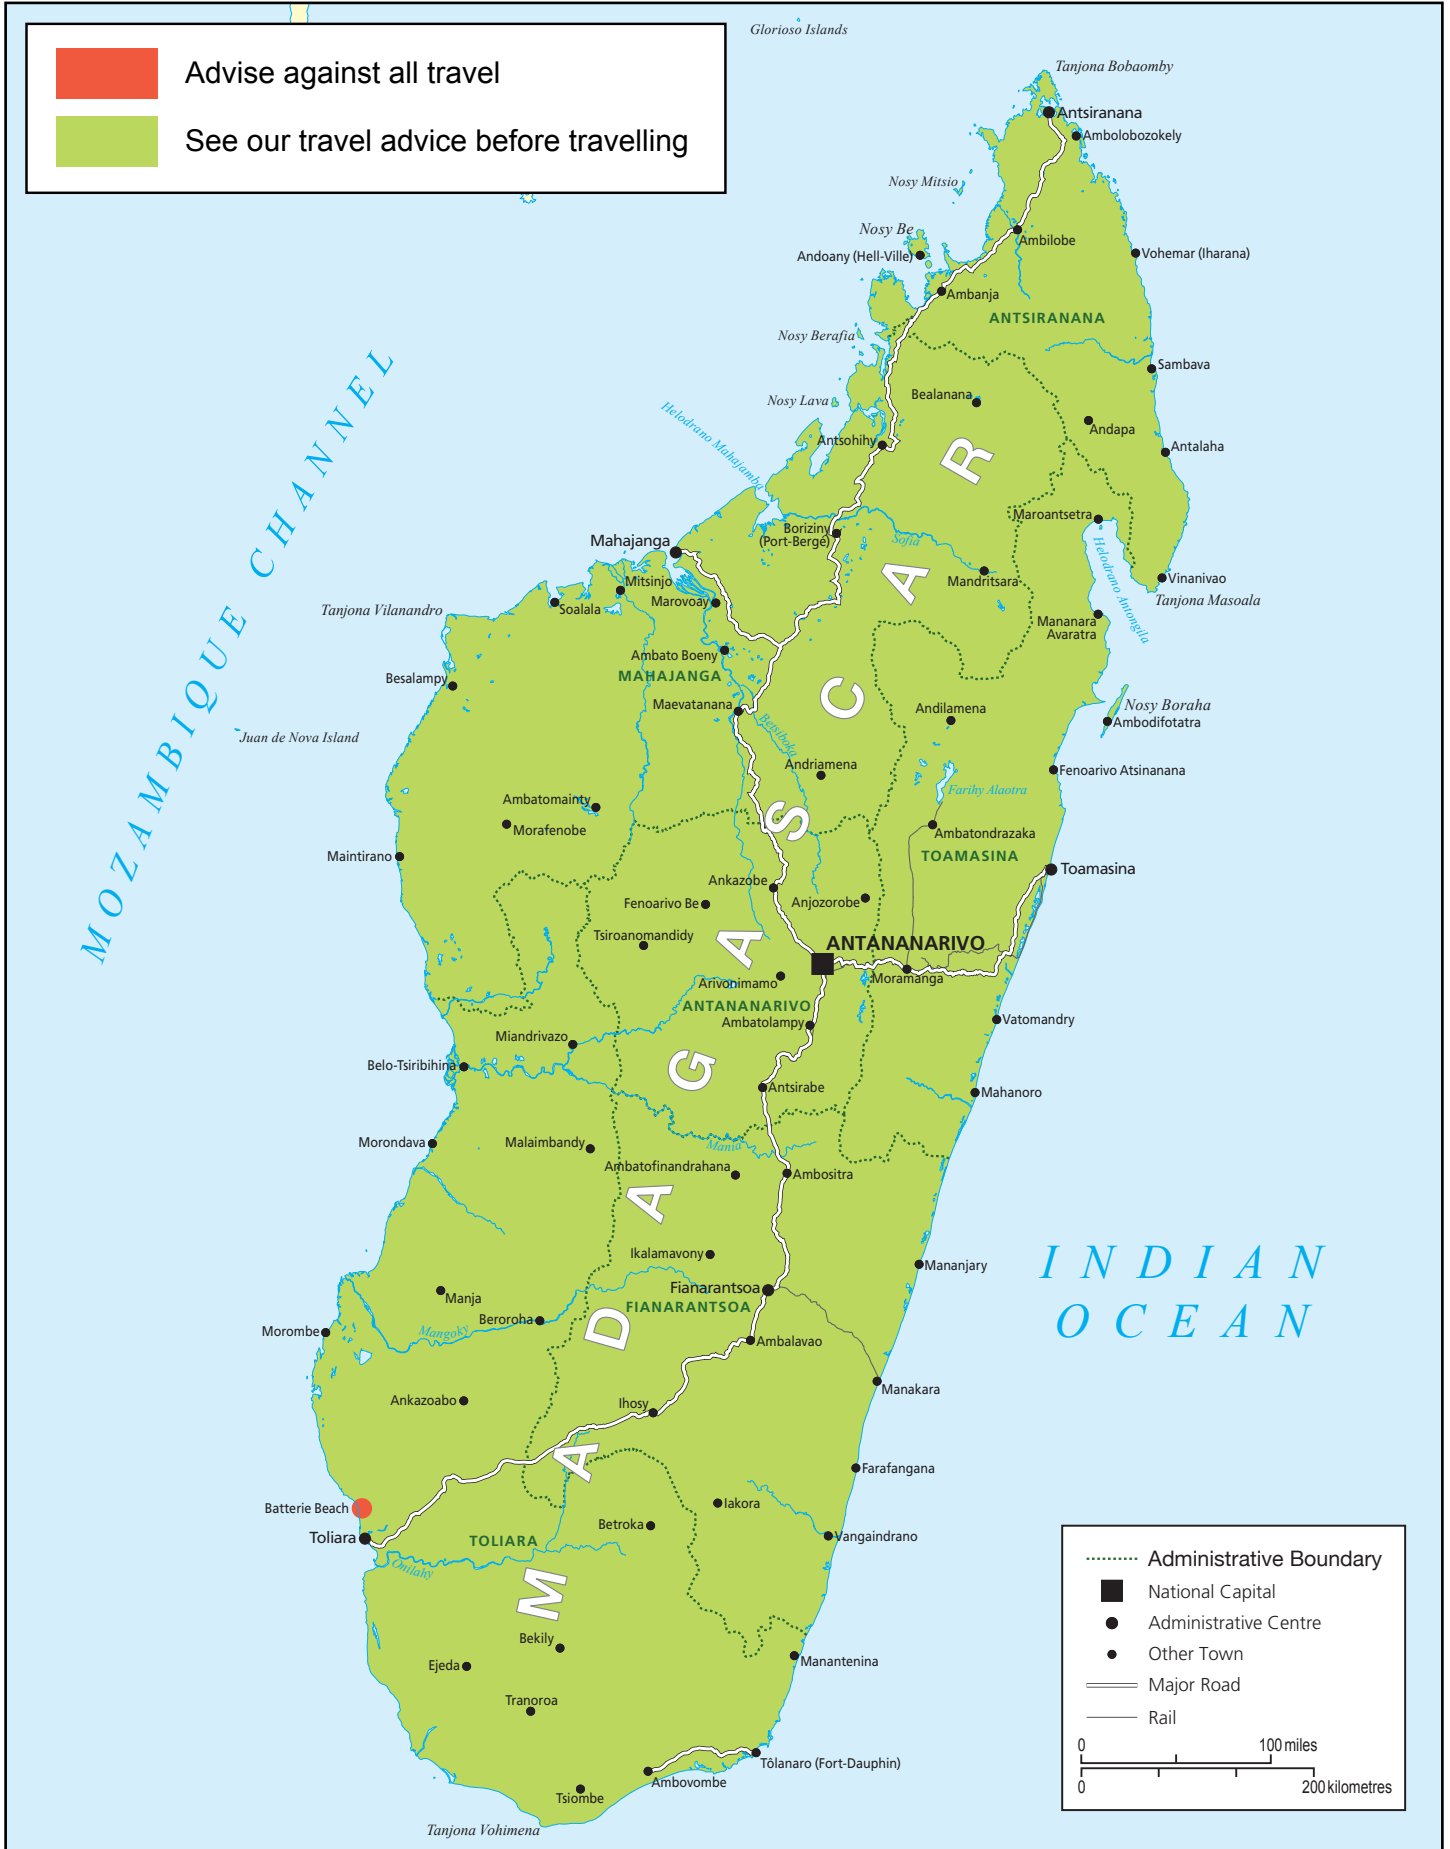 Advise against all travel
See our travel advice before travelling
Glorioso Islands
Tanjona Bobaomby
Antsiranana
Ambolobozokely
Nosy Mitsio
Nosy Be
Andoany (Hell-Ville)
Ambilobe
Vohemar (Iharana)
Ambanja
ANTSIRANANA
Nosy Berafia
Sambava
Bealanana
Nosy Lava
Andapa
Helodrano Mahajamba
Antsohihy
Antalaha
Maroantsetra
Boriziny
(Port-Bergé)
Sofia
Mahajanga
Helodrano Antongila
Mandritsara
Vinanivao
Mitsinjo
Tanjona Masoala
Marovoay
Soalala
Tanjona Vilanandro
Mananara
Avaratra
Ambato Boeny
MAHAJANGA
Besalampy
Maevatanana
Betsiboka
Andilamena
Nosy Boraha
Ambodifotatra
Juan de Nova Island
MOZAMBIQUE CHANNEL
Andriamena
Fenoarivo Atsinanana
Farihy Alaotra
Ambatomainty
Morafenobe
Ambatondrazaka
TOAMASINA
Maintirano
Toamasina
Ankazobe
Fenoarivo Be
Anjozorobe
Tsiroanomandidy
ANTANANARIVO
Moramanga
Arivonimamo
ANTANANARIVO
Ambatolampy
Vatomandry
Miandrivazo
Belo-Tsiribihina
Antsirabe
Mahanoro
Morondava
Malaimbandy
Mania
Ambatofinandrahana
Ambositra
MADAGASCAR
Ikalamavony
Mananjary
INDIAN
OCEAN
Fianarantsoa
FIANARANTSOA
Manja
Beroroha
Mangoky
Morombe
Ambalavao
Manakara
Ankazoabo
Ihosy
Farafangana
Batterie Beach
Iakora
Betroka
Toliara
TOLIARA
Vangaindrano
Onilahy
Bekily
Ejeda
Manantenina
Tranoroa
Tôlanaro (Fort-Dauphin)
Ambovombe
Tsiombe
Tanjona Vohimena
Administrative Boundary
National Capital
Administrative Centre
Other Town
Major Road
Rail
0 100 miles
0 200 kilometres